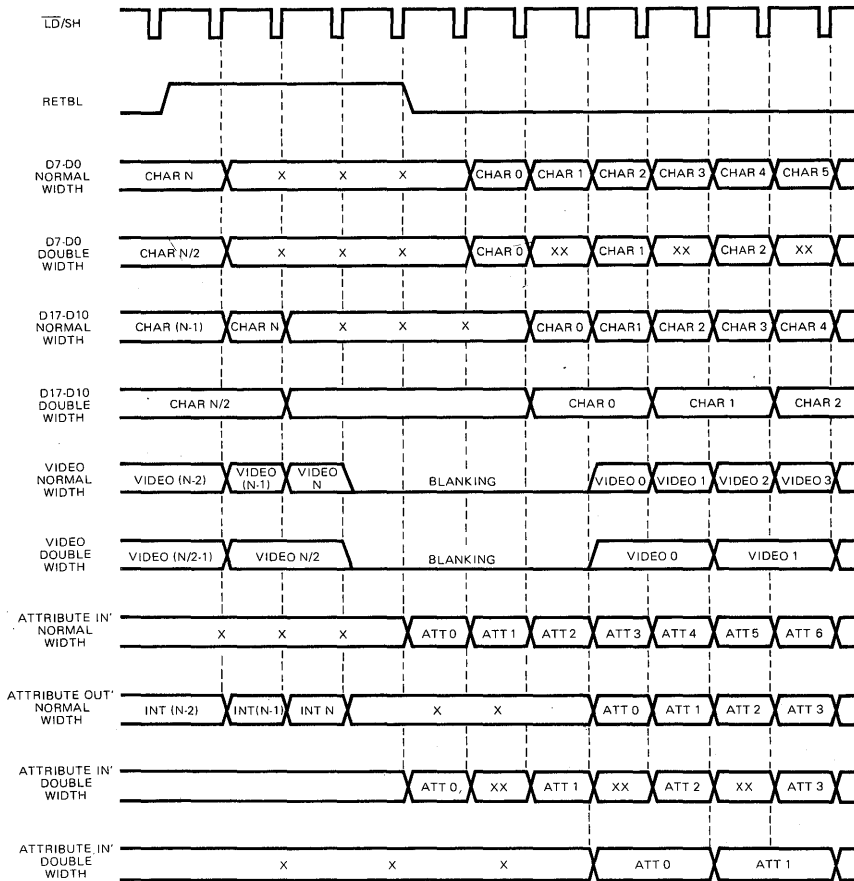 LD/SH
RETBL
D7-D0
NORMAL
WIDTH
CHAR N X X X CHAR 0 CHAR 1 CHAR 2 CHAR 3 CHAR 4 CHAR 5
D7-D0
DOUBLE
WIDTH
CHAR N/2 X X X CHAR 0 XX CHAR 1 XX CHAR 2 XX
D17-D10
NORMAL
WIDTH
CHAR (N-1) CHAR N X X X CHAR 0 CHAR1 CHAR 2 CHAR 3 CHAR 4
D17-D10
DOUBLE
WIDTH
CHAR N/2 CHAR 0 CHAR 1 CHAR 2
VIDEO
NORMAL
WIDTH
VIDEO (N-2) VIDEO (N-1) VIDEO N BLANKING VIDEO 0 VIDEO 1 VIDEO 2 VIDEO 3
VIDEO
DOUBLE
WIDTH
VIDEO (N/2-1) VIDEO N/2 BLANKING VIDEO 0 VIDEO 1
ATTRIBUTE IN'
NORMAL
WIDTH
X X X ATT 0 ATT 1 ATT 2 ATT 3 ATT 4 ATT 5 ATT 6
ATTRIBUTE OUT'
NORMAL
WIDTH
INT (N-2) INT(N-1) INT N X X ATT 0 ATT 1 ATT 2 ATT 3
ATTRIBUTE IN'
DOUBLE
WIDTH
ATT 0 XX ATT 1 XX ATT 2 XX ATT 3
ATTRIBUTE IN'
DOUBLE
WIDTH
X X X ATT 0 ATT 1